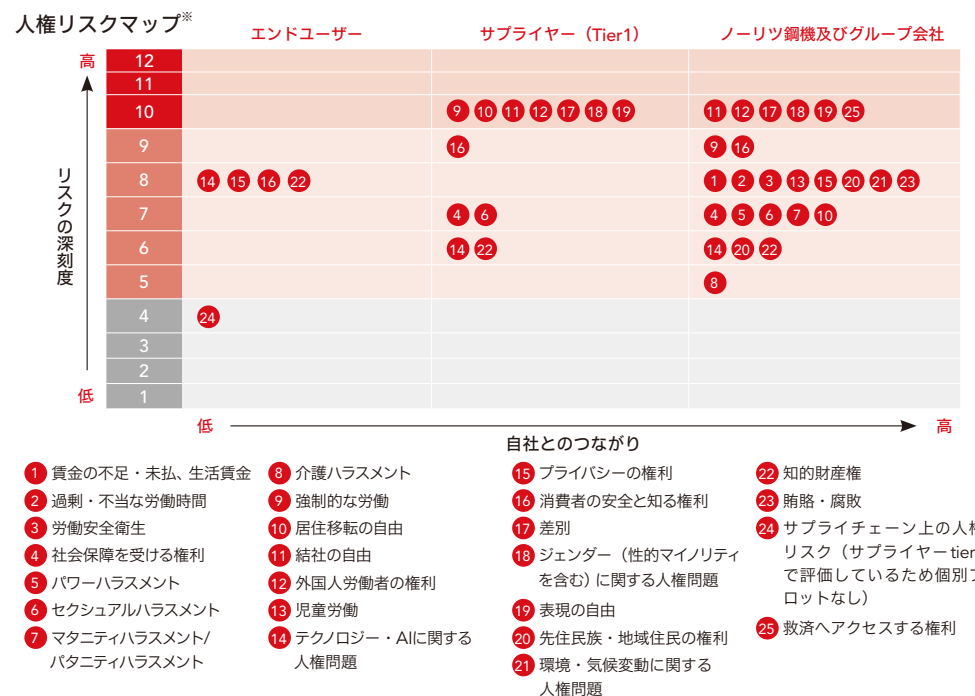 人権リスクマップ※
エンドユーザー サプライヤー（Tier1） ノーリツ鋼機及びグループ会社
高 12
11
10 9 10 11 12 17 18 19 11 12 17 18 19 25
9 16 9 16
リスクの深刻度
8 14 15 16 22 1 2 3 13 15 20 21 23
7 4 6 4 5 6 7 10
6 14 22 14 20 22
5 8
4 24
3
2
低 1
低 高
自社とのつながり
1 賃金の不足・未払、生活賃金
2 過剰・不当な労働時間
3 労働安全衛生
4 社会保障を受ける権利
5 パワーハラスメント
6 セクシュアルハラスメント
7 マタニティハラスメント/
パタニティハラスメント
8 介護ハラスメント
9 強制的な労働
10 居住移転の自由
11 結社の自由
12 外国人労働者の権利
13 児童労働
14 テクノロジー・AIに関する
人権問題
15 プライバシーの権利
16 消費者の安全と知る権利
17 差別
18 ジェンダー（性的マイノリティ
を含む）に関する人権問題
19 表現の自由
20 先住民族・地域住民の権利
21 環境・気候変動に関する
人権問題
22 知的財産権
23 賄賂・腐敗
24 サプライチェーン上の人権
リスク（サプライヤーtier
で評価しているため個別プ
ロットなし）
25 救済へアクセスする権利